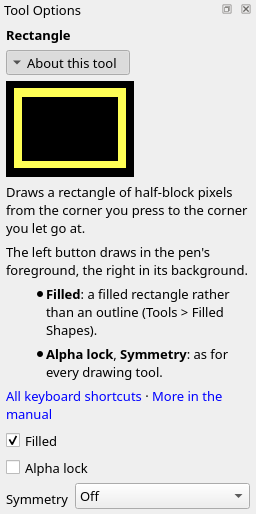 Tool Options
Rectangle
About this tool
Draws a rectangle of half-block pixels
from the corner you press to the corner
you let go at.
The left button draws in the pen's
foreground, the right in its background.
● Filled: a filled rectangle rather
than an outline (Tools > Filled
Shapes).
● Alpha lock, Symmetry: as for
every drawing tool.
All keyboard shortcuts · More in the
manual
Filled
Alpha lock
Symmetry Off